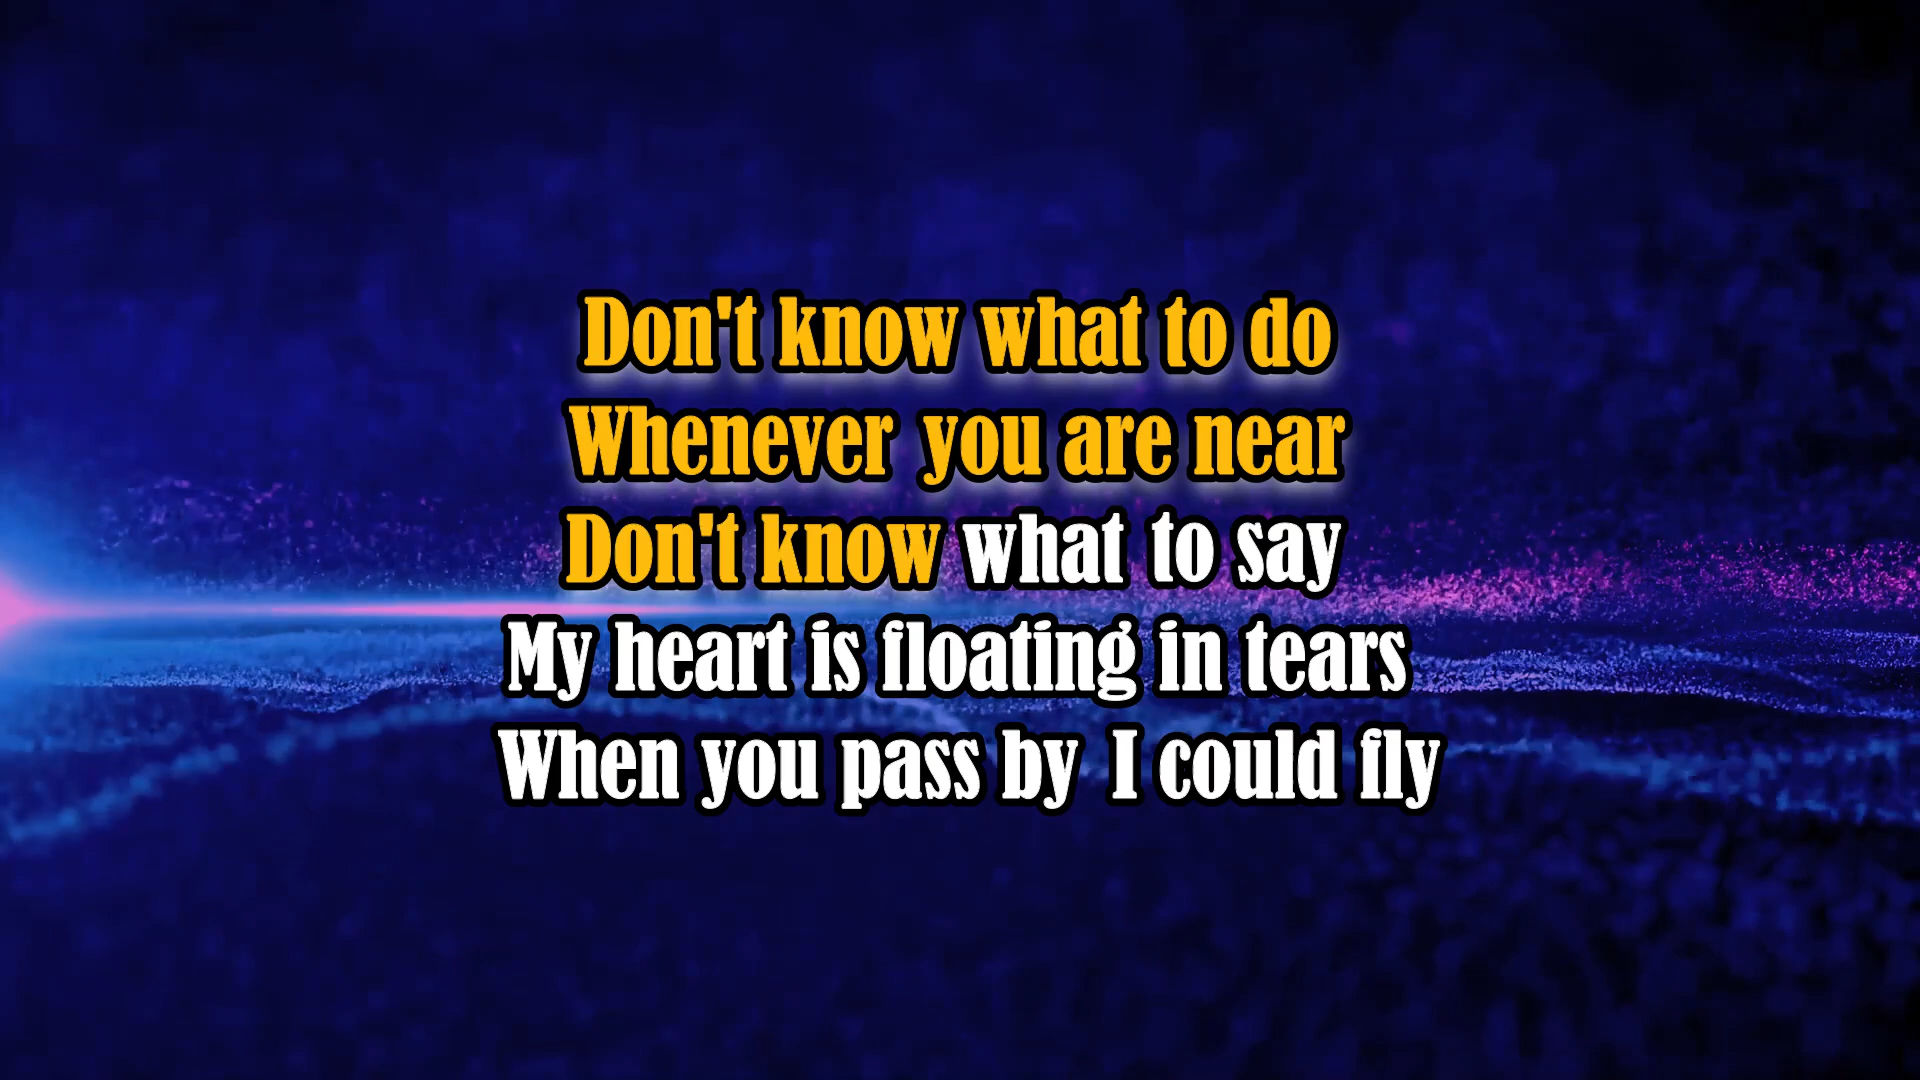 Don't know what to do
Whenever you are near
Don't know what to say
My heart is floating in tears
When you pass by I could fly